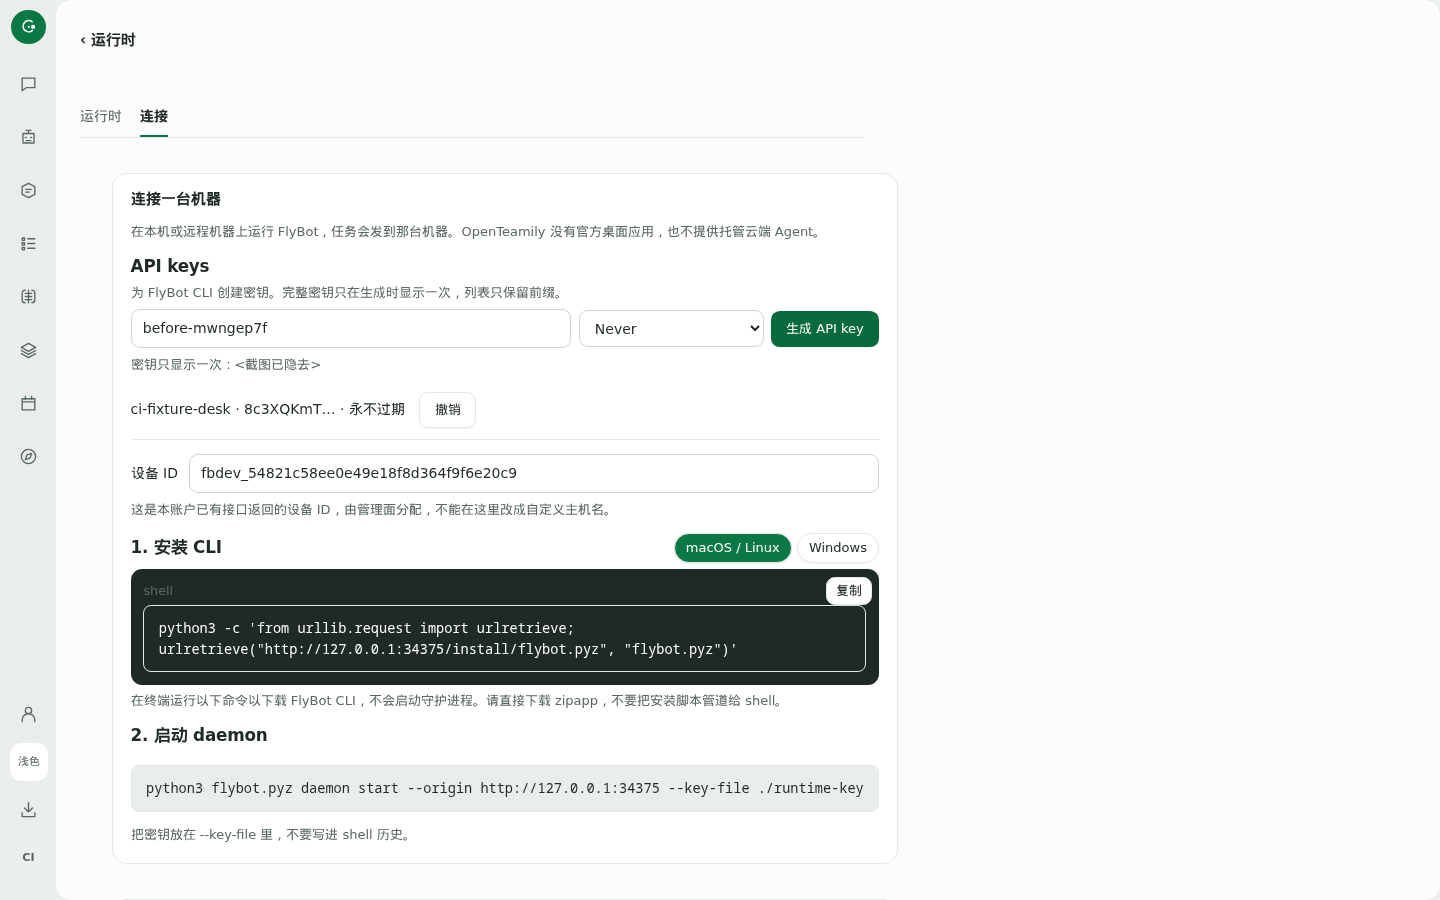 ‹ 运行时
运行时 连接
连接一台机器
在本机或远程机器上运行 FlyBot，任务会发到那台机器。OpenTeamily 没有官方桌面应用，也不提供托管云端 Agent。
API keys
为 FlyBot CLI 创建密钥。完整密钥只在生成时显示一次，列表只保留前缀。
before-mwngep7f Never 生成 API key
密钥只显示一次：<截图已隐去>
ci-fixture-desk · 8c3XQKmT… · 永不过期 撤销
设备 ID fbdev_54821c58ee0e49e18f8d364f9f6e20c9
这是本账户已有接口返回的设备 ID，由管理面分配，不能在这里改成自定义主机名。
1. 安装 CLI macOS / Linux Windows
shell 复制
python3 -c 'from urllib.request import urlretrieve;
urlretrieve("http://127.0.0.1:34375/install/flybot.pyz", "flybot.pyz")'
在终端运行以下命令以下载 FlyBot CLI，不会启动守护进程。请直接下载 zipapp，不要把安装脚本管道给 shell。
2. 启动 daemon
python3 flybot.pyz daemon start --origin http://127.0.0.1:34375 --key-file ./runtime-key
把密钥放在 --key-file 里，不要写进 shell 历史。
浅色
CI